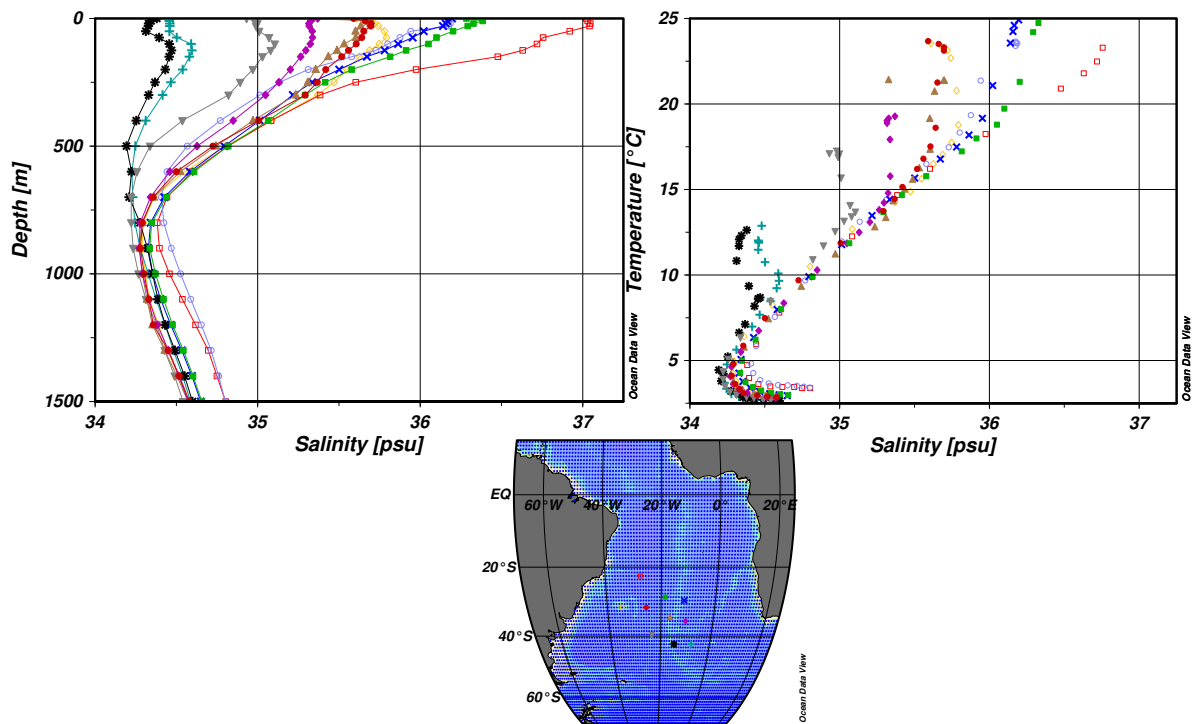 0
500
1000
1500
Depth [m]
34
35
36
37
Salinity [psu]
Ocean Data View
25
20
15
10
5
Temperature [°C]
34
35
36
37
Salinity [psu]
Ocean Data View
EQ
60°W
40°W
20°W
0°
20°E
20°S
40°S
60°S
Ocean Data View